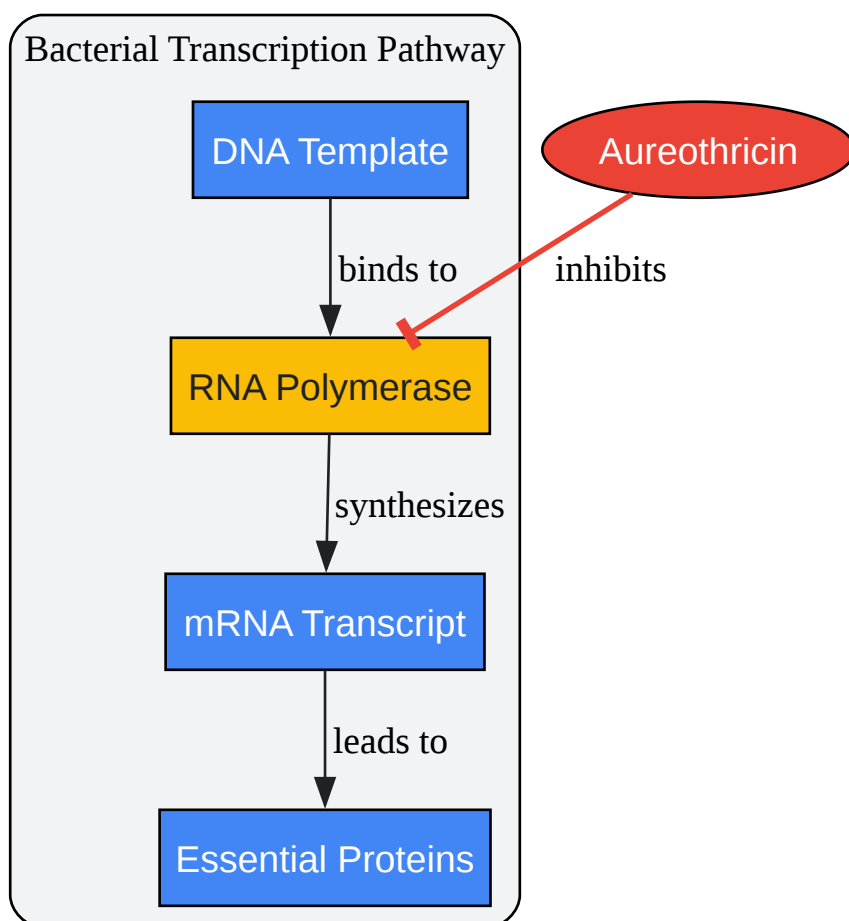 Bacterial Transcription Pathway
DNA Template
Aureothricin
binds to
inhibits
RNA Polymerase
synthesizes
mRNA Transcript
leads to
Essential Proteins